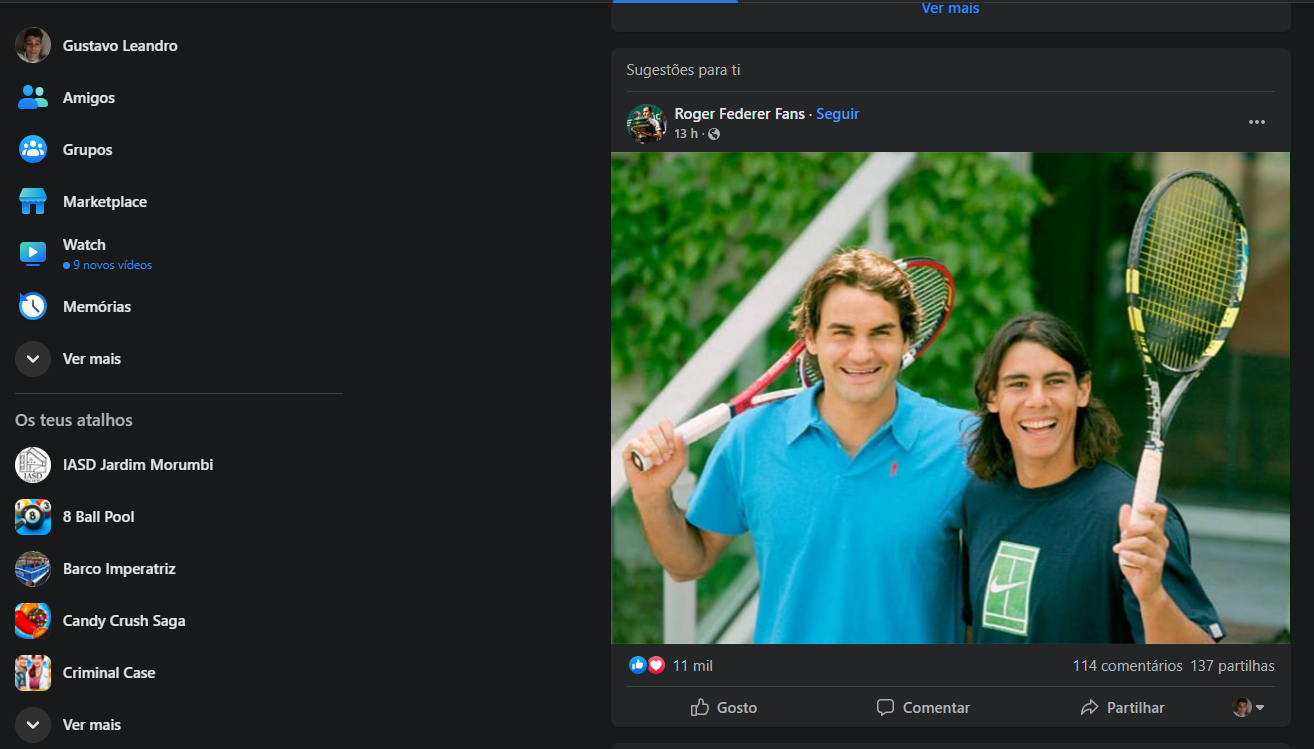 Gustavo Leandro
Amigos
Grupos
Marketplace
Watch
9 novos vídeos
Memórias
Ver mais
Os teus atalhos
IASD Jardim Morumbi
8 Ball Pool
Barco Imperatriz
Candy Crush Saga
Criminal Case
Ver mais
Ver mais
Sugestões para ti
Roger Federer Fans · Seguir
13 h ·
11 mil
114 comentários 137 partilhas
Gosto
Comentar
Partilhar
IASD
8